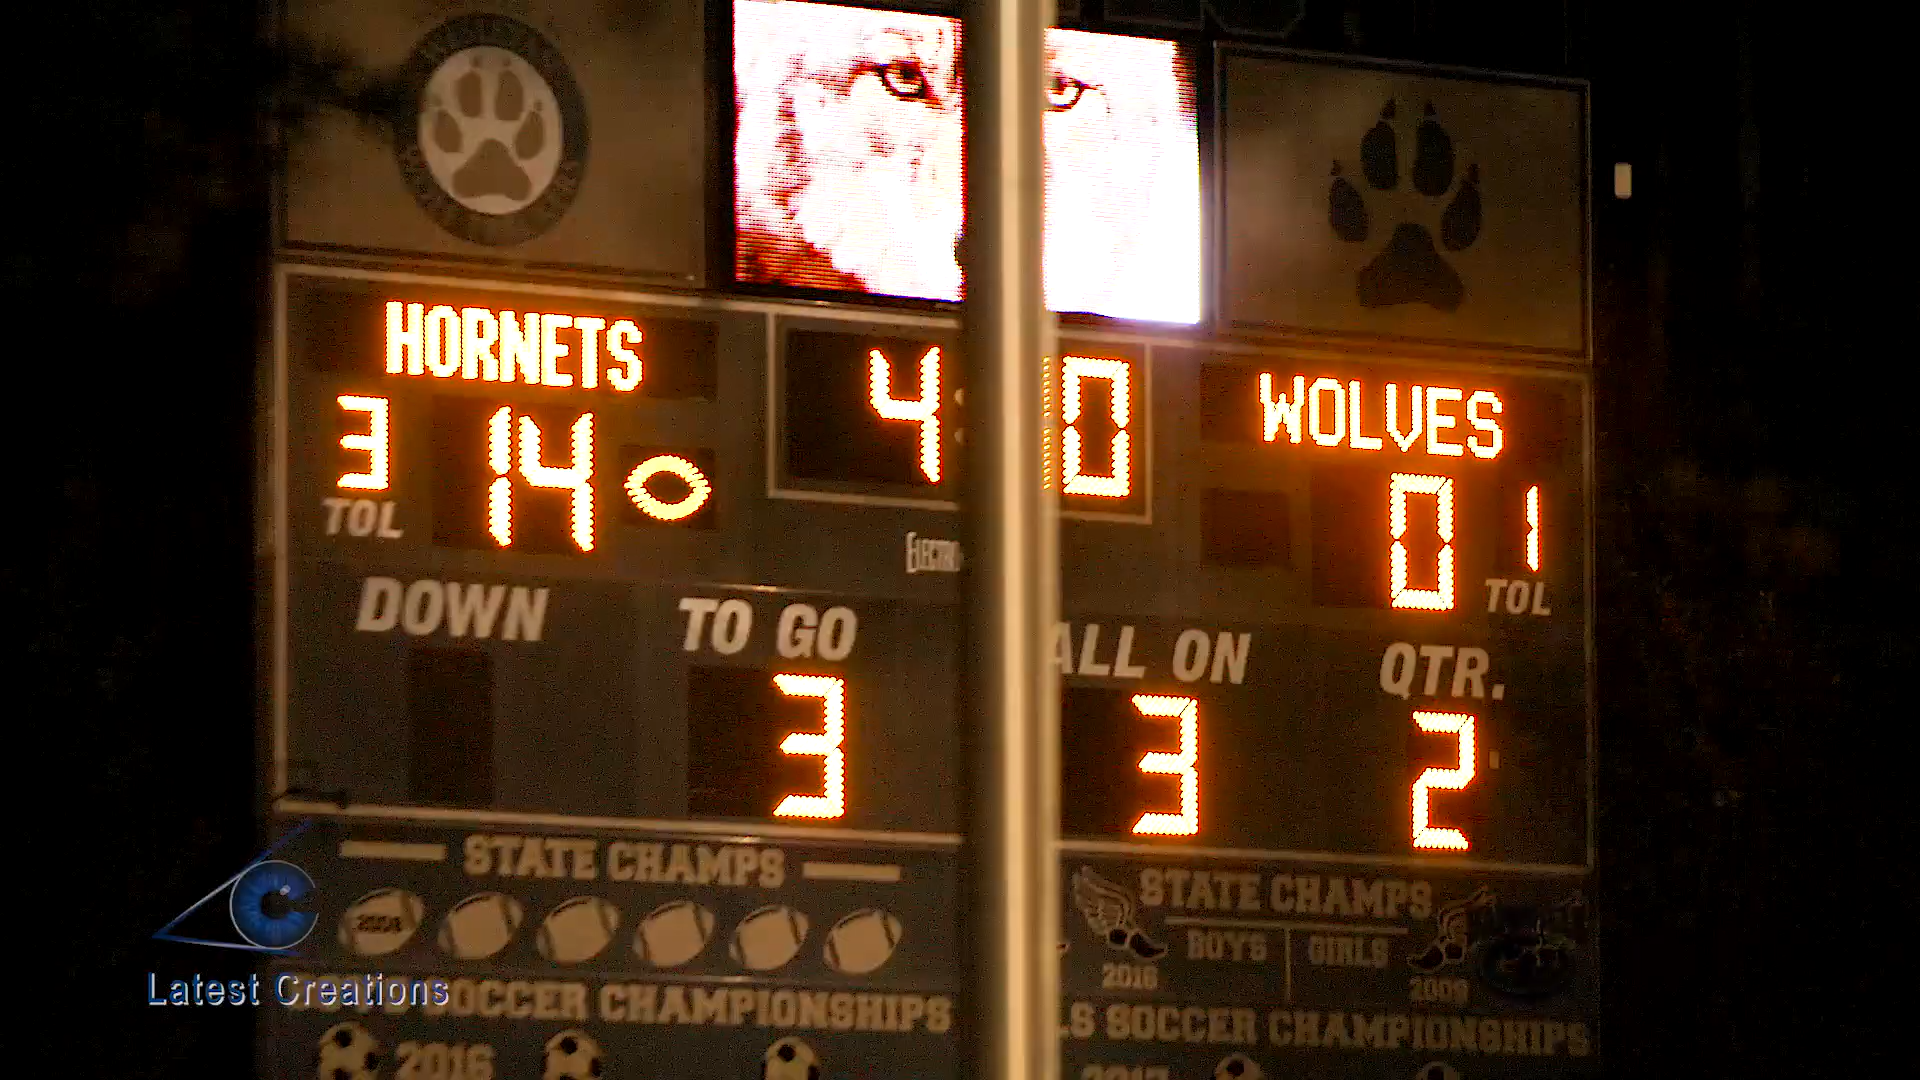 HORNETS
WOLVES
3
14
4:
0
0
1
TOL
TOL
DOWN
TO GO
ALL ON
QTR.
3
3
2
STATE CHAMPS
STATE CHAMPS
BOYS
GIRLS
2016
2009
SOCCER CHAMPIONSHIPS
SOCCER CHAMPIONSHIPS
2016
Latest Creations